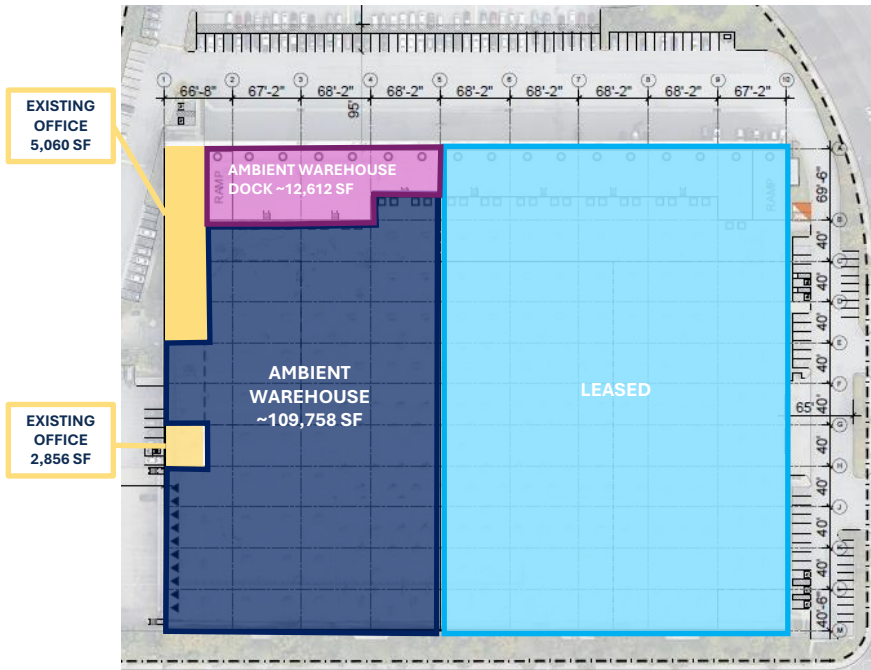 1 2 3 4 5 6 7 8 9 10
66'-8" 67'-2" 68'-2" 68'-2" 68'-2" 68'-2" 68'-2" 68'-2" 67'-2"
95'
EXISTING
OFFICE
5,060 SF
RAMP
AMBIENT WAREHOUSE
DOCK ~12,612 SF
RAMP
A
69'-6"
B
40'
C
40'
D
40'
E
40'
F
40'
G
65'
40'
H
40'
J
40'
K
40'
40'
40'-6"
M
AMBIENT
WAREHOUSE
~109,758 SF
LEASED
EXISTING
OFFICE
2,856 SF